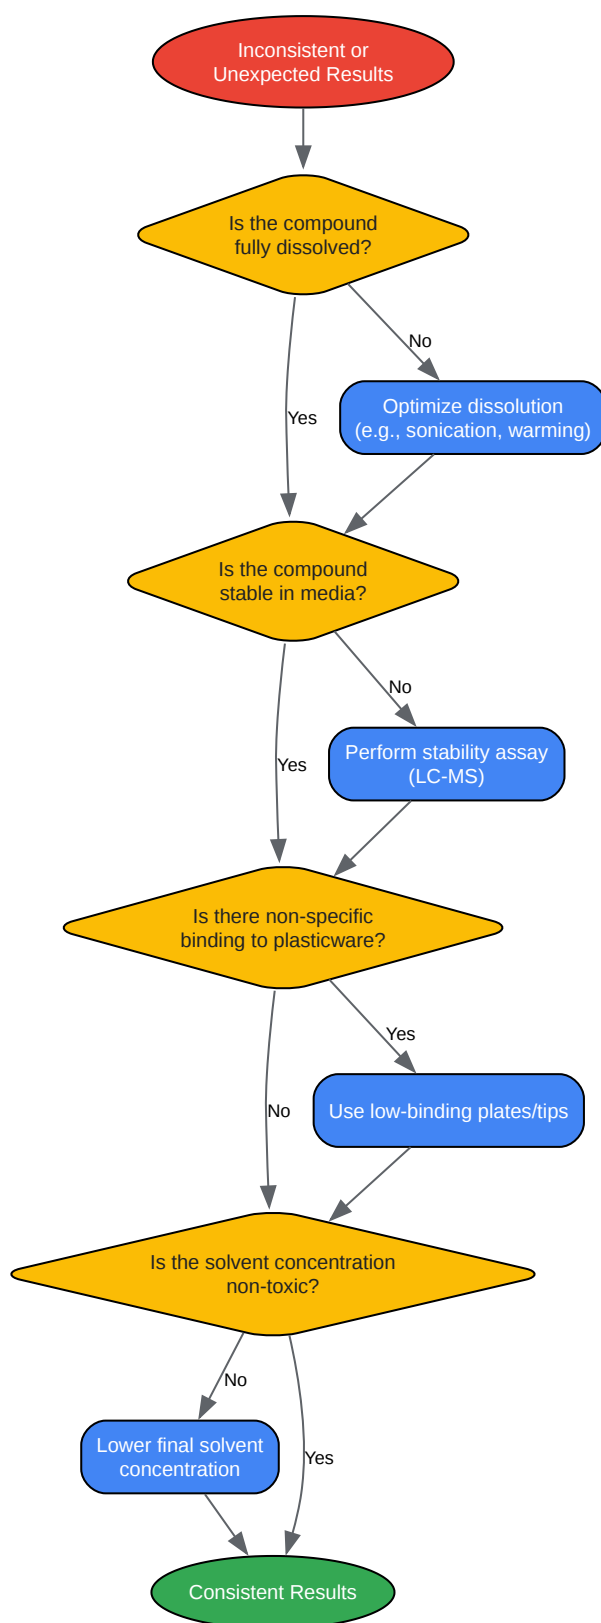 Inconsistent or
Unexpected Results
Is the compound
fully dissolved?
No
Optimize dissolution
(e.g., sonication, warming)
Yes
Is the compound
stable in media?
No
Perform stability assay
(LC-MS)
Yes
Is there non-specific
binding to plasticware?
Yes
Use low-binding plates/tips
No
Is the solvent concentration
non-toxic?
No
Lower final solvent
concentration
Yes
Consistent Results